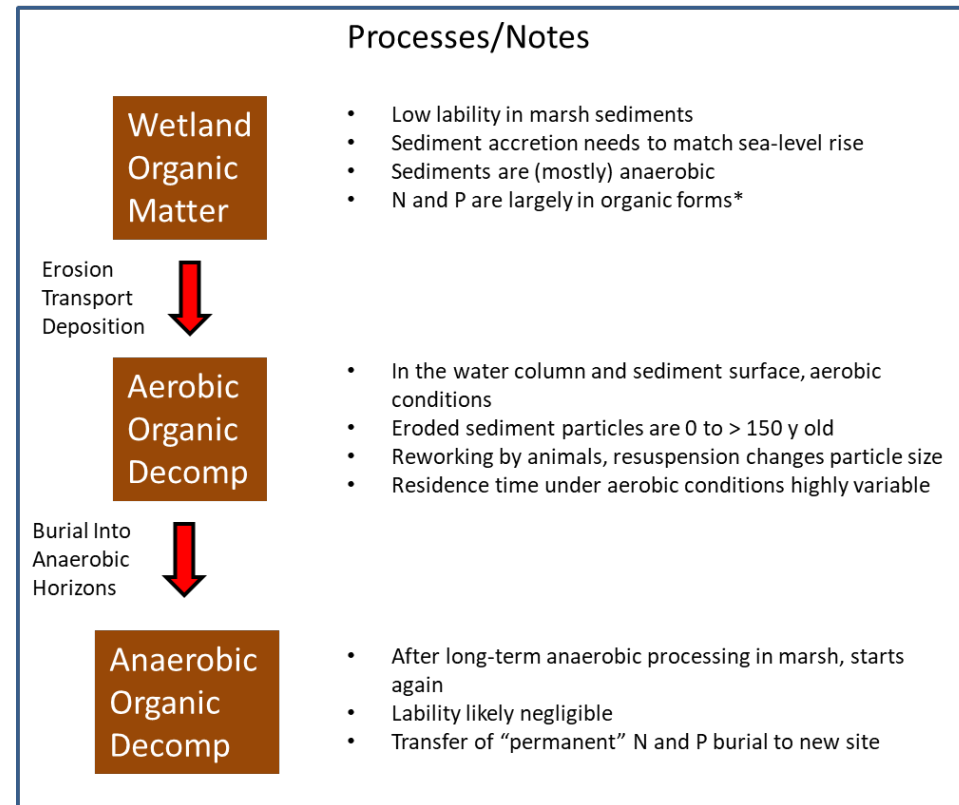 Processes/Notes
Wetland
Organic
Matter
• Low lability in marsh sediments
• Sediment accretion needs to match sea-level rise
• Sediments are (mostly) anaerobic
• N and P are largely in organic forms*
Erosion
Transport
Deposition
Aerobic
Organic
Decomp
• In the water column and sediment surface, aerobic
conditions
• Eroded sediment particles are 0 to > 150 y old
• Reworking by animals, resuspension changes particle size
• Residence time under aerobic conditions highly variable
Burial Into
Anaerobic
Horizons
Anaerobic
Organic
Decomp
• After long-term anaerobic processing in marsh, starts
again
• Lability likely negligible
• Transfer of “permanent” N and P burial to new site